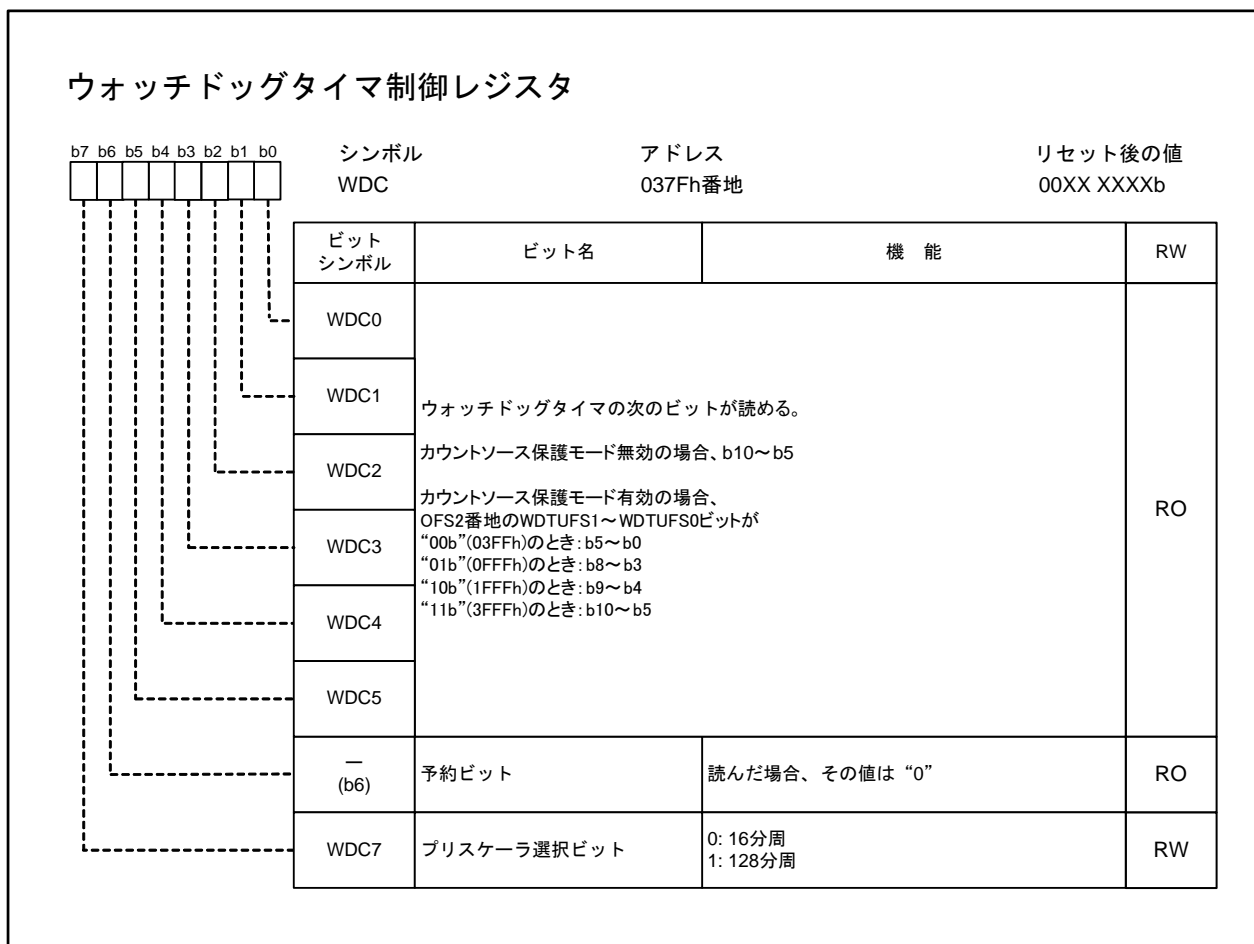 ウォッチドッグタイマ制御レジスタ
b7 b6 b5 b4 b3 b2 b1 b0
シンボル アドレス リセット後の値
WDC 037Fh番地 00XX XXXXb
ビット
シンボル
ビット名
機 能
RW
WDC0
WDC1
WDC2
WDC3
WDC4
WDC5
ウォッチドッグタイマの次のビットが読める。
カウントソース保護モード無効の場合、b10～b5
カウントソース保護モード有効の場合、
OFS2番地のWDTUFS1～WDTUFS0ビットが
“00b”(03FFh)のとき：b5～b0
“01b”(0FFFh)のとき：b8～b3
“10b”(1FFFh)のとき：b9～b4
“11b”(3FFFh)のとき：b10～b5
RO
—
(b6)
予約ビット
読んだ場合、その値は“0”
RO
WDC7
プリスケーラ選択ビット
0: 16分周
1: 128分周
RW